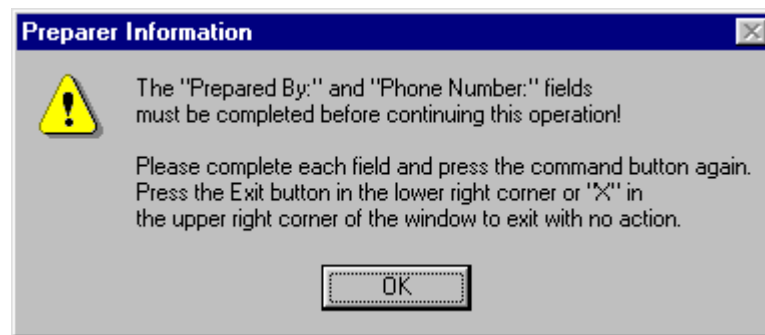 Preparer Information
The "Prepared By:" and "Phone Number:" fields
must be completed before continuing this operation!
Please complete each field and press the command button again.
Press the Exit button in the lower right corner or "X" in
the upper right corner of the window to exit with no action.
OK